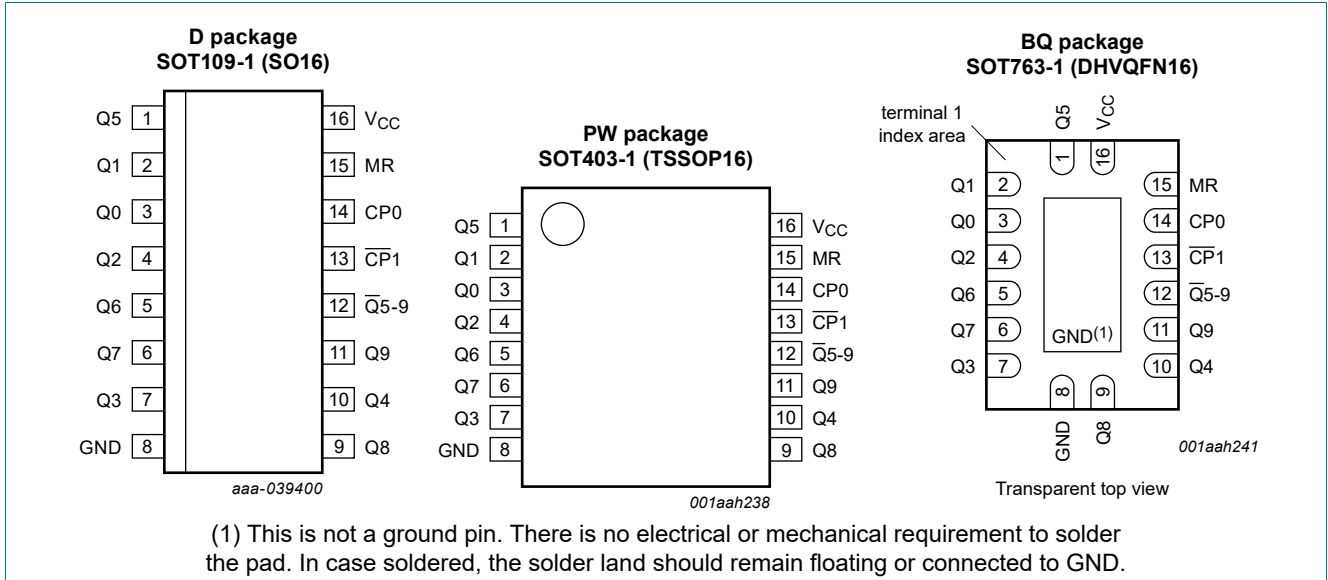 D package
SOT109-1 (SO16)
Q5 1 16 VCC
Q1 2 15 MR
Q0 3 14 CP0
Q2 4 13 C̅P̅1
Q6 5 12 Q̅5-9
Q7 6 11 Q9
Q3 7 10 Q4
GND 8 9 Q8
aaa-039400
PW package
SOT403-1 (TSSOP16)
Q5 1 16 VCC
Q1 2 15 MR
Q0 3 14 CP0
Q2 4 13 C̅P̅1
Q6 5 12 Q̅5-9
Q7 6 11 Q9
Q3 7 10 Q4
GND 8 9 Q8
001aah238
BQ package
SOT763-1 (DHVQFN16)
terminal 1
index area
Q5 VCC
1 16
Q1 2 15 MR
Q0 3 14 CP0
Q2 4 13 C̅P̅1
Q6 5 12 Q̅5-9
Q7 6 GND(1) 11 Q9
Q3 7 10 Q4
8 9
GND Q8
001aah241
Transparent top view
(1) This is not a ground pin. There is no electrical or mechanical requirement to solder
the pad. In case soldered, the solder land should remain floating or connected to GND.